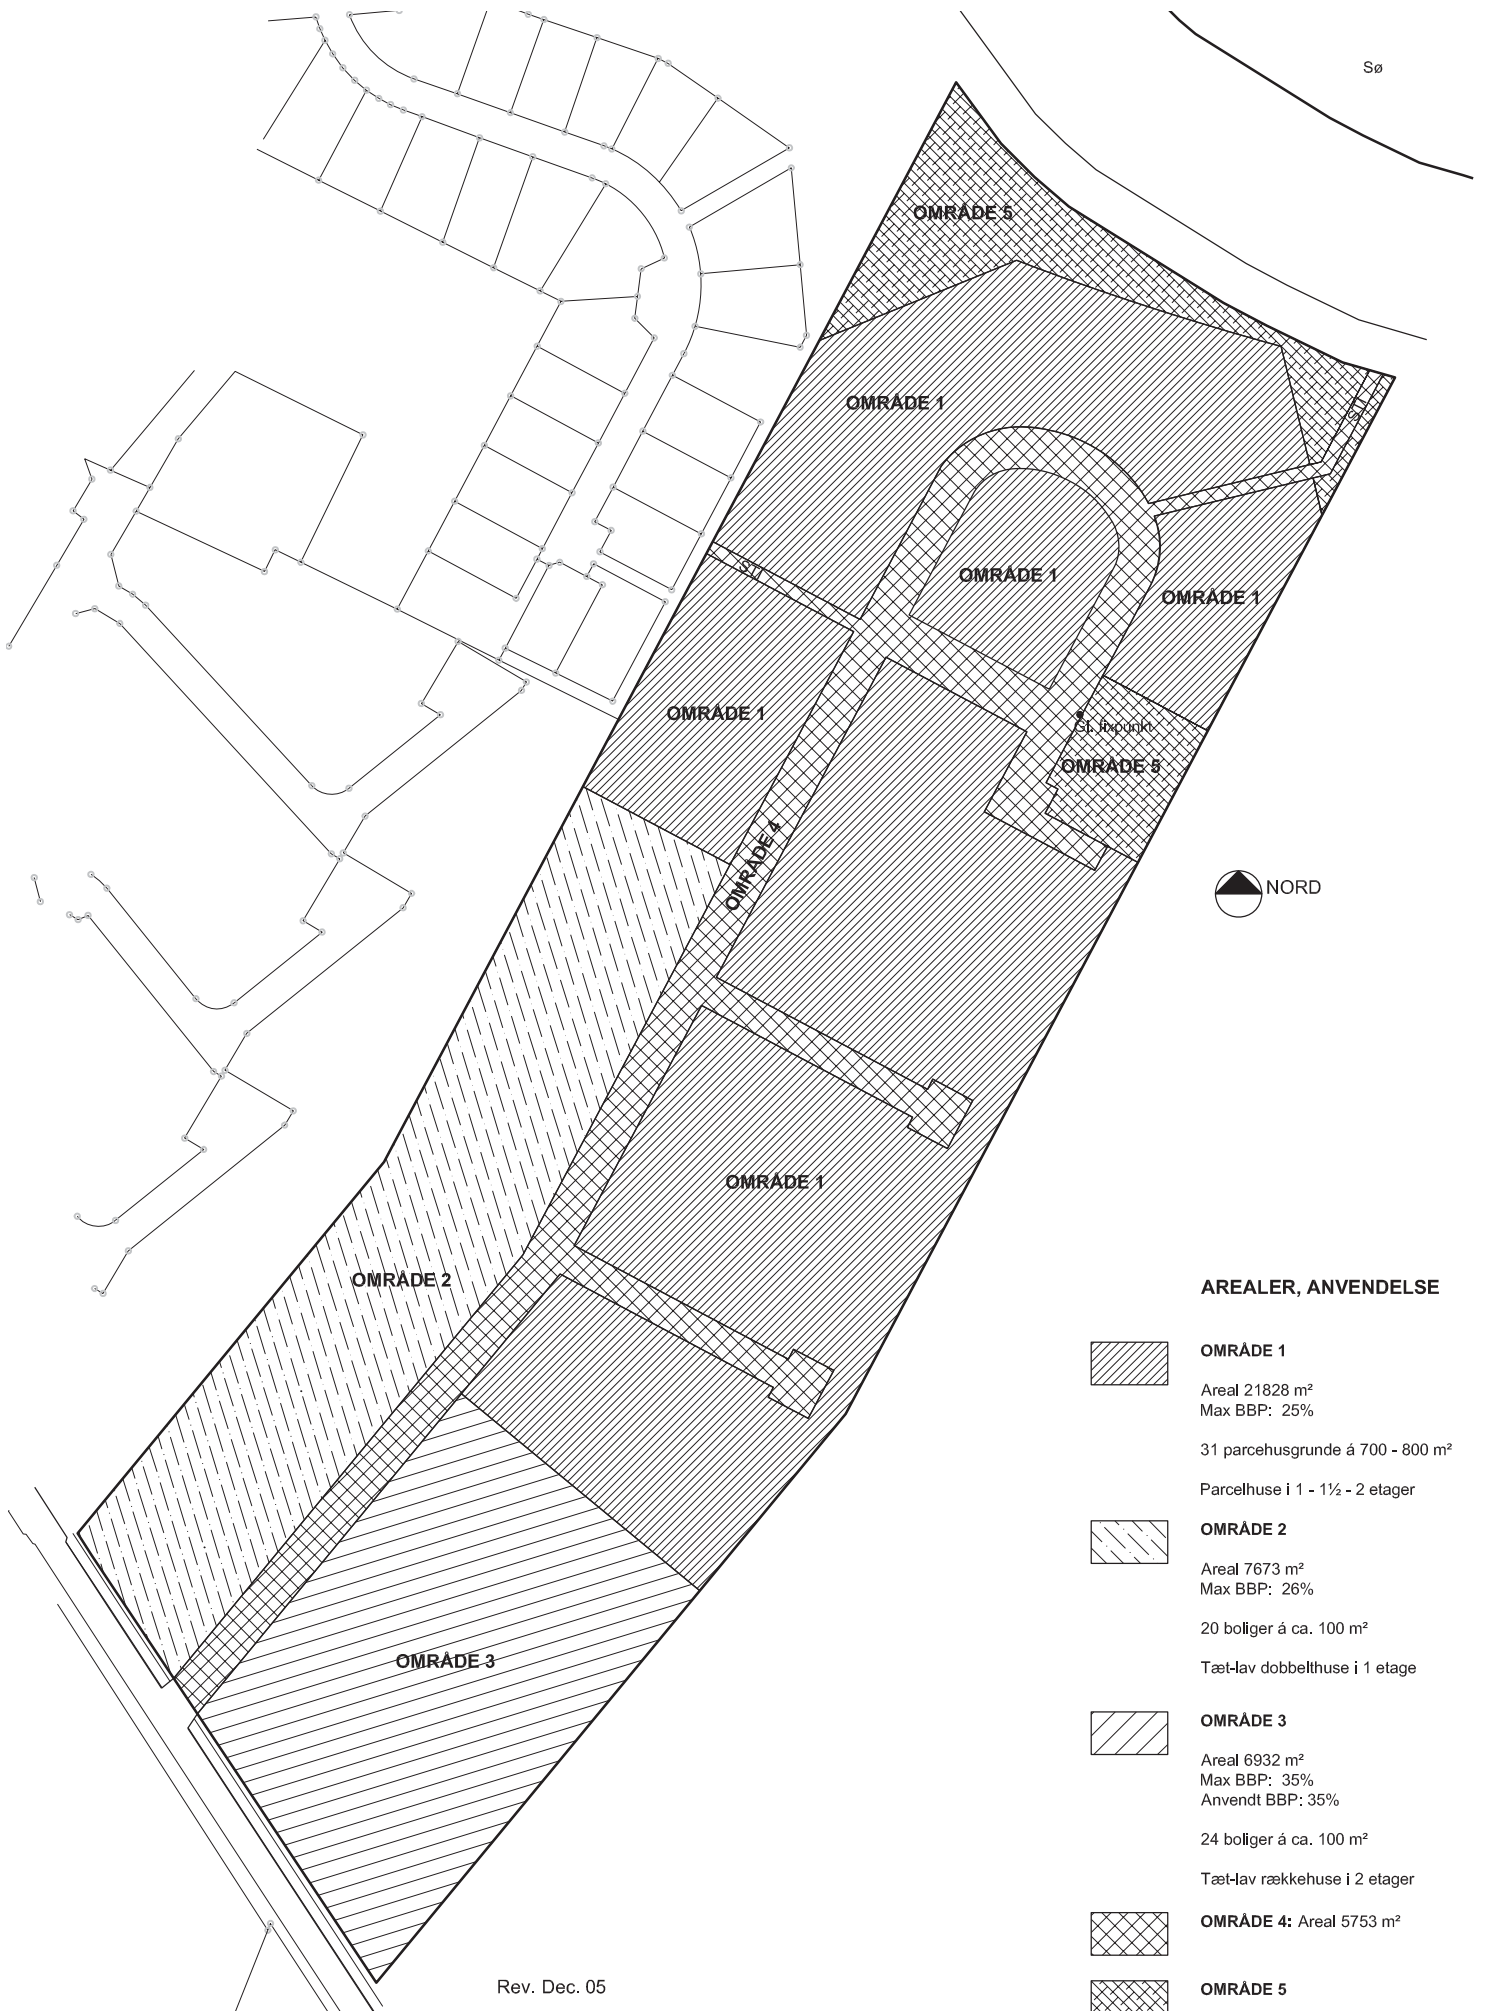 Sø
OMRÅDE 5
OMRÅDE 1
STI
STI
OMRÅDE 1
OMRÅDE 1
OMRÅDE 1
Gl. fixpunkt
OMRÅDE 5
OMRÅDE 4
NORD
OMRÅDE 1
OMRÅDE 2
OMRÅDE 3
AREALER, ANVENDELSE
OMRÅDE 1
Areal 21828 m²
Max BBP: 25%
31 parcehusgrunde á 700 - 800 m²
Parcelhuse i 1 - 1½ - 2 etager
OMRÅDE 2
Areal 7673 m²
Max BBP: 26%
20 boliger á ca. 100 m²
Tæt-lav dobbelthuse i 1 etage
OMRÅDE 3
Areal 6932 m²
Max BBP: 35%
Anvendt BBP: 35%
24 boliger á ca. 100 m²
Tæt-lav rækkehuse i 2 etager
OMRÅDE 4: Areal 5753 m²
OMRÅDE 5
Rev. Dec. 05